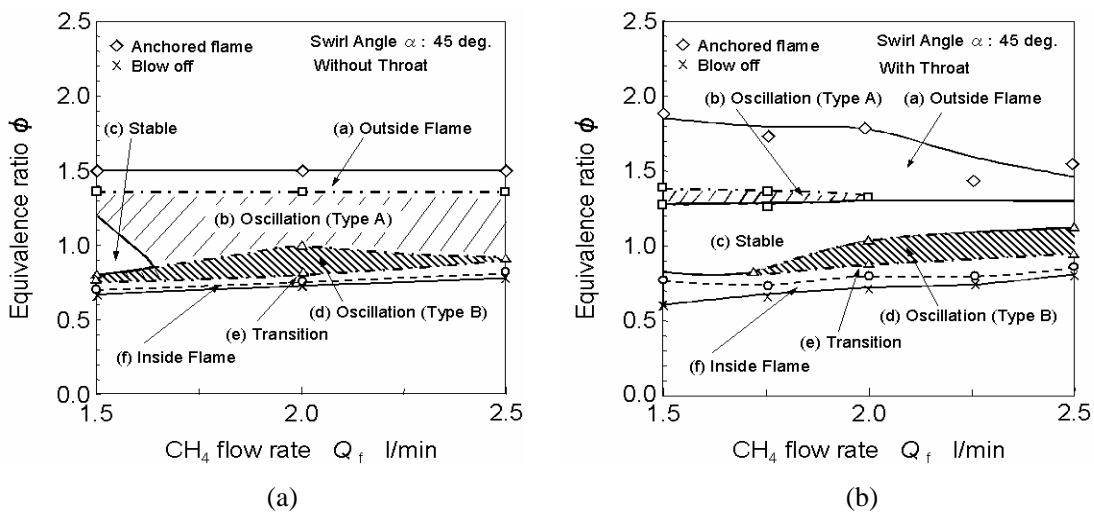 2.5
2.0
1.5
1.0
0.5
0.0
Equivalence ratio ϕ
◇ Anchored flame
× Blow off
Swirl Angle α : 45 deg.
Without Throat
(c) Stable
(a) Outside Flame
(b) Oscillation (Type A)
(d) Oscillation (Type B)
(e) Transition
(f) Inside Flame
1.5 2.0 2.5
CH4 flow rate Q f l/min
(a)
2.5
2.0
1.5
1.0
0.5
0.0
Equivalence ratio ϕ
◇ Anchored flame
× Blow off
Swirl Angle α : 45 deg.
With Throat
(b) Oscillation (Type A)
(a) Outside Flame
(c) Stable
(d) Oscillation (Type B)
(e) Transition
(f) Inside Flame
1.5 2.0 2.5
CH4 flow rate Q f l/min
(b)